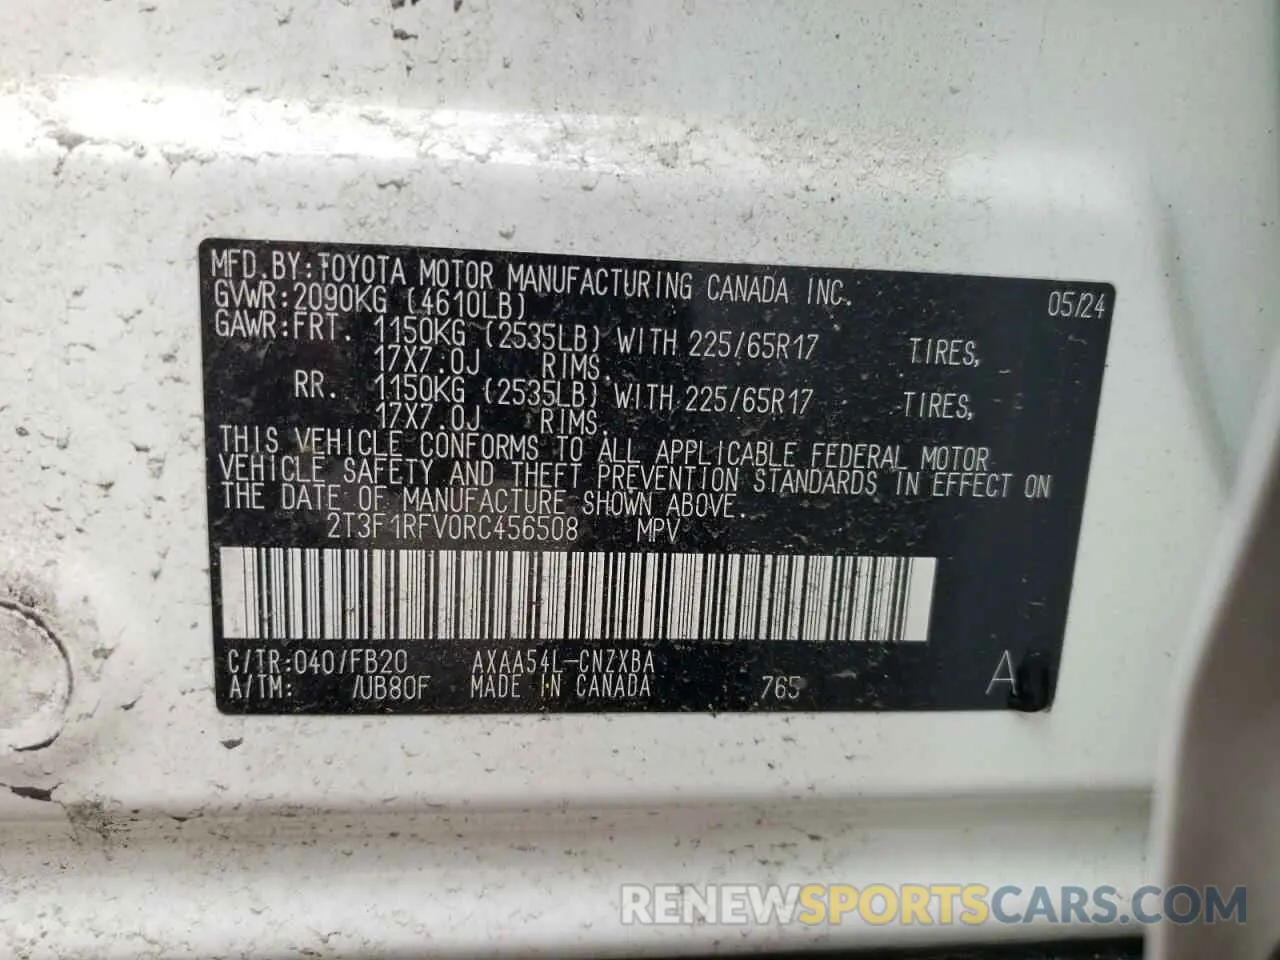 MFD.BY:TOYOTA MOTOR MANUFACTURING CANADA INC. 05/24
GVWR:2090KG (4610LB)
GAWR:FRT. 1150KG (2535LB) WITH 225/65R17 TIRES,
17X7.0J RIMS.
RR. 1150KG (2535LB) WITH 225/65R17 TIRES,
17X7.0J RIMS.
THIS VEHICLE CONFORMS TO ALL APPLICABLE FEDERAL MOTOR
VEHICLE SAFETY AND THEFT PREVENTION STANDARDS IN EFFECT ON
THE DATE OF MANUFACTURE SHOWN ABOVE.
2T3F1RFV0RC456508 MPV
C/TR:040/FB20 AXAA54L-CNZXBA A
A/TM: /UB80F MADE IN CANADA 765
RENEWSPORTSCARS.COM